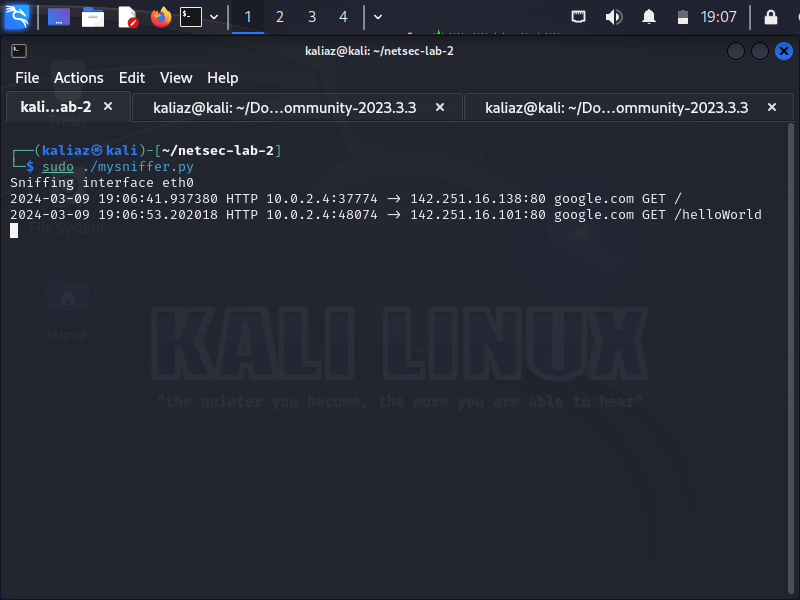 1 2 3 4 19:07
kaliaz@kali: ~/netsec-lab-2
File Actions Edit View Help
kali...ab-2 × kaliaz@kali: ~/Do...ommunity-2023.3.3 × kaliaz@kali: ~/Do...ommunity-2023.3.3 ×
Trash
┌──(kaliaz㉿kali)-[~/netsec-lab-2]
└─$ sudo ./mysniffer.py
Sniffing interface eth0
2024-03-09 19:06:41.937380 HTTP 10.0.2.4:37774 → 142.251.16.138:80 google.com GET /
2024-03-09 19:06:53.202018 HTTP 10.0.2.4:48074 → 142.251.16.101:80 google.com GET /helloWorld
File System
Home
KALI LINUX
"the quieter you become, the more you are able to hear"